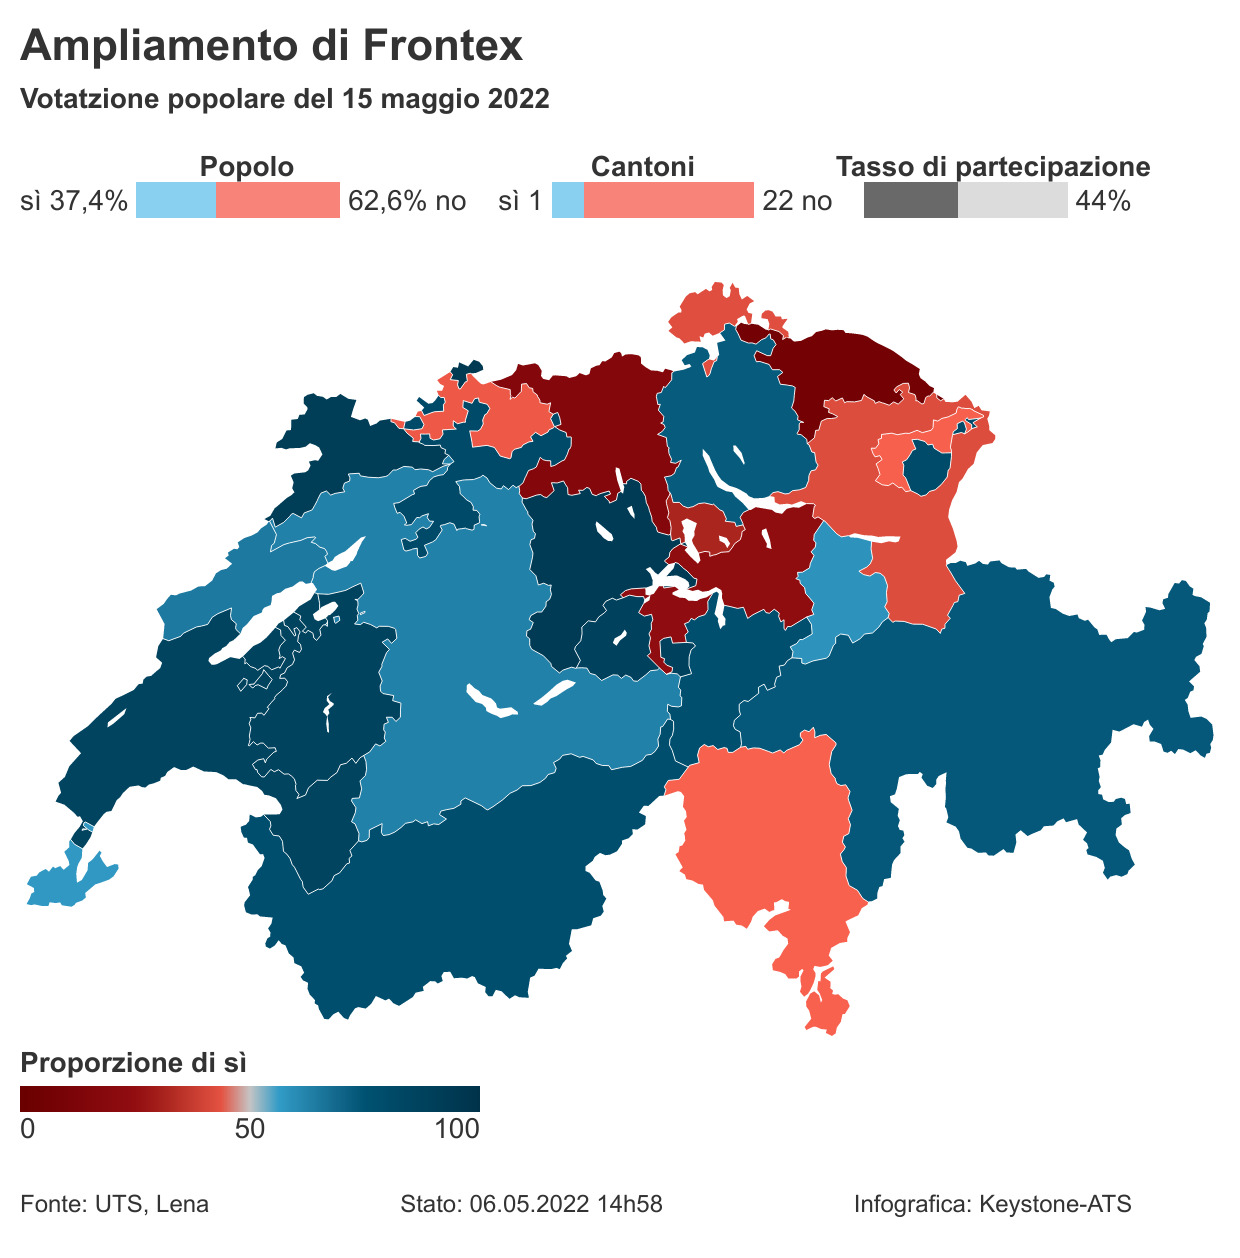 Ampliamento di Frontex
Votatzione popolare del 15 maggio 2022
Popolo
sì 37,4% 62,6% no
Cantoni
sì 1 22 no
Tasso di partecipazione
44%
Proporzione di sì
0 50 100
Fonte: UTS, Lena Stato: 06.05.2022 14h58 Infografica: Keystone-ATS